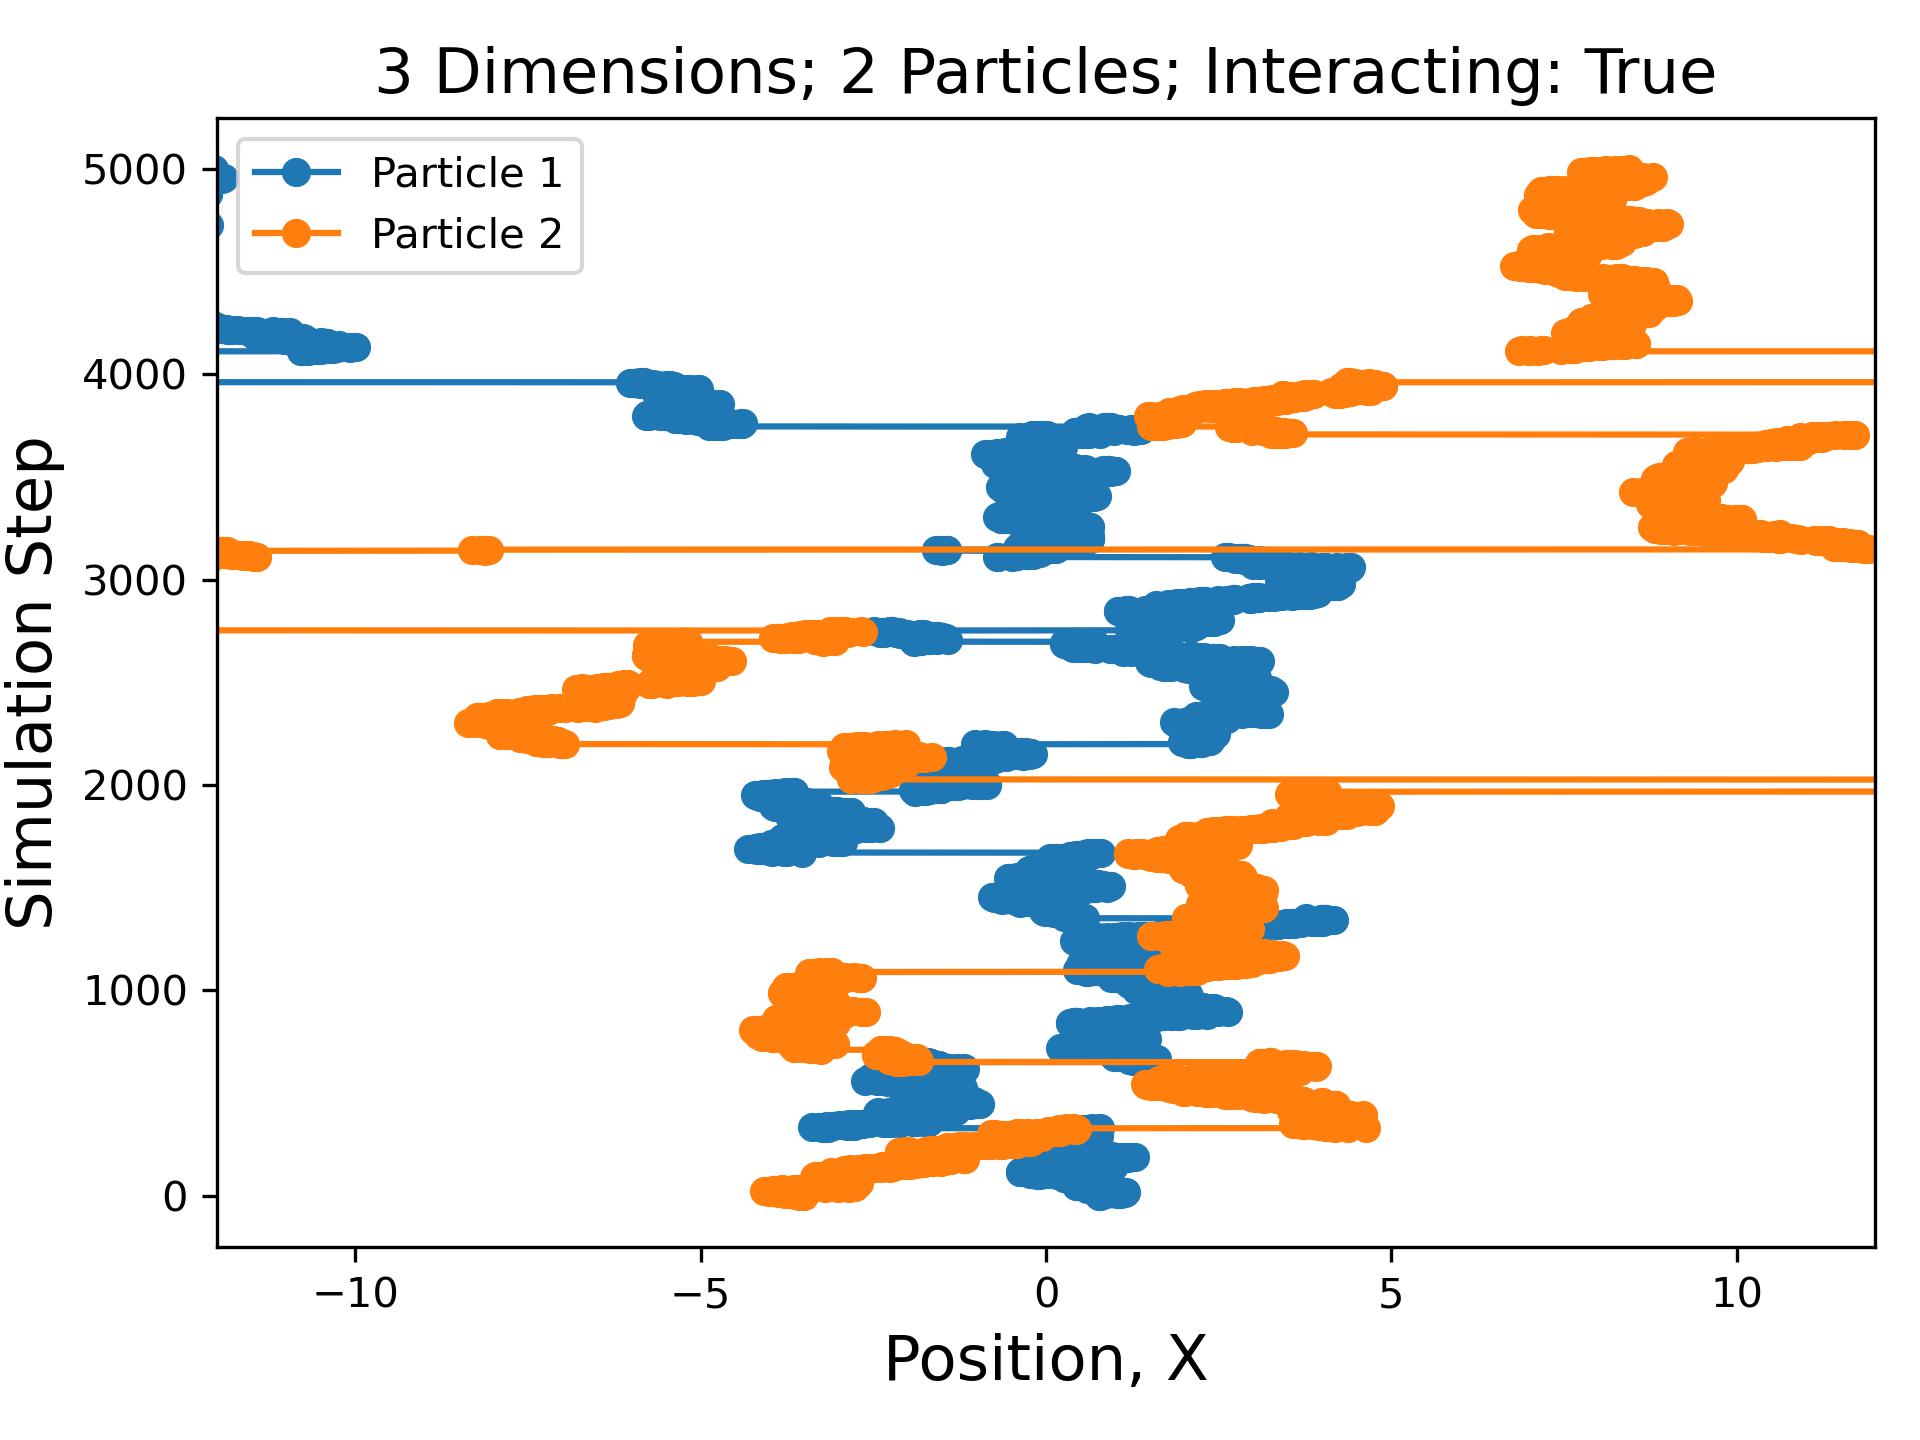 3 Dimensions; 2 Particles; Interacting: True
Particle 1
Particle 2
5000
4000
3000
2000
1000
0
Simulation Step
−10
−5
0
5
10
Position, X